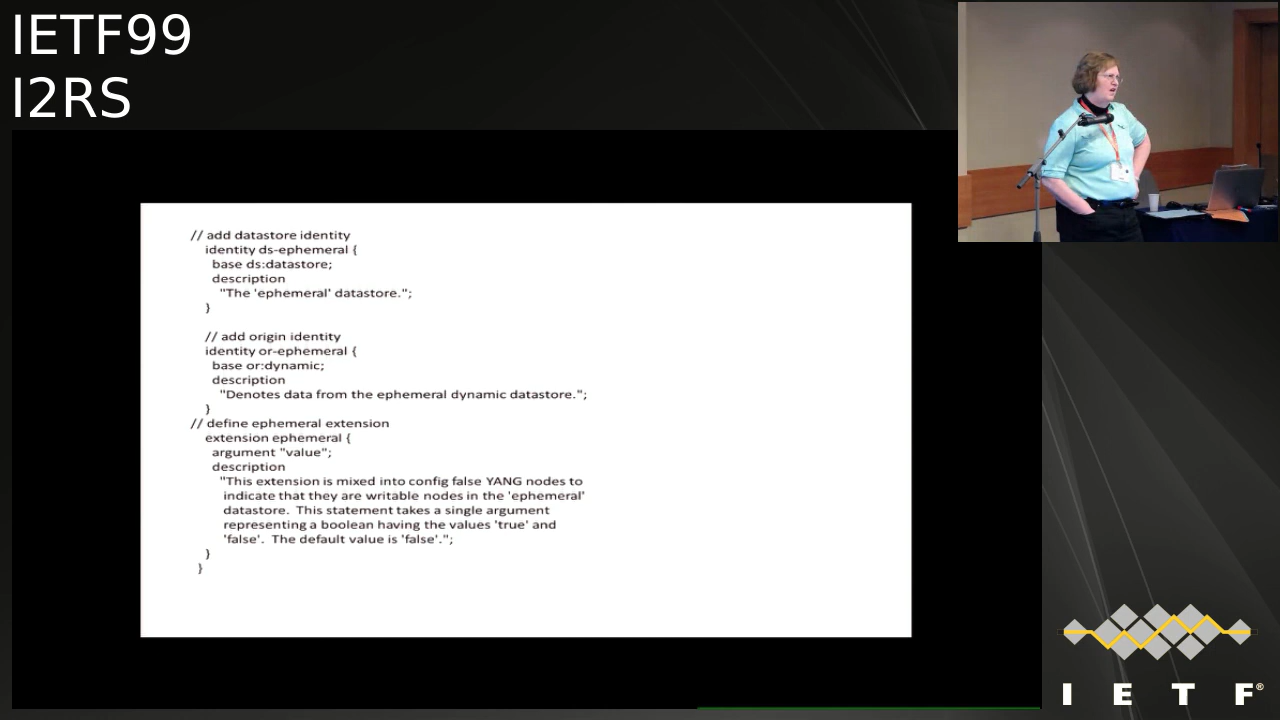 IETF99
I2RS
// add datastore identity
identity ds-ephemeral {
base ds:datastore;
description
"The 'ephemeral' datastore.";
}
// add origin identity
identity or-ephemeral {
base or:dynamic;
description
"Denotes data from the ephemeral dynamic datastore.";
}
// define ephemeral extension
extension ephemeral {
argument "value";
description
"This extension is mixed into config false YANG nodes to
indicate that they are writable nodes in the 'ephemeral'
datastore.  This statement takes a single argument
representing a boolean having the values 'true' and
'false'.  The default value is 'false'.";
}
}
I E T F®